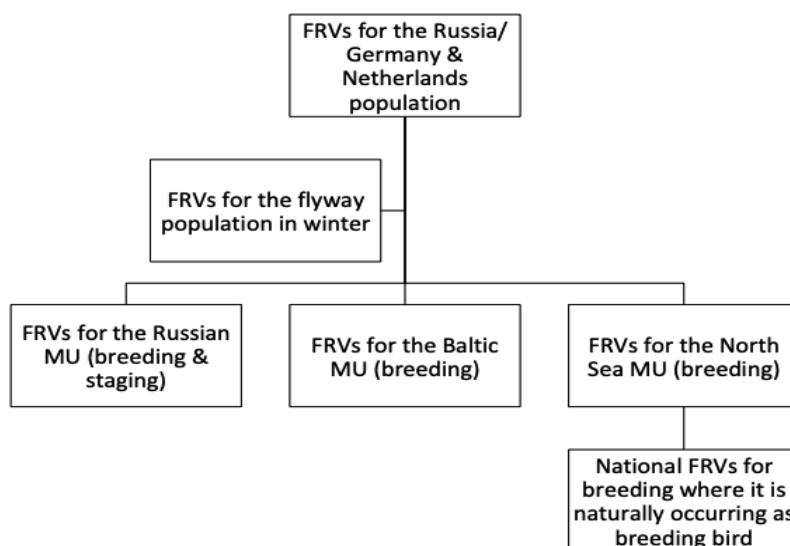 FRVs for the Russia/
Germany &
Netherlands
population
FRVs for the flyway
population in winter
FRVs for the Russian
MU (breeding &
staging)
FRVs for the Baltic
MU (breeding)
FRVs for the North
Sea MU (breeding)
National FRVs for
breeding where it is
naturally occurring as
breeding bird